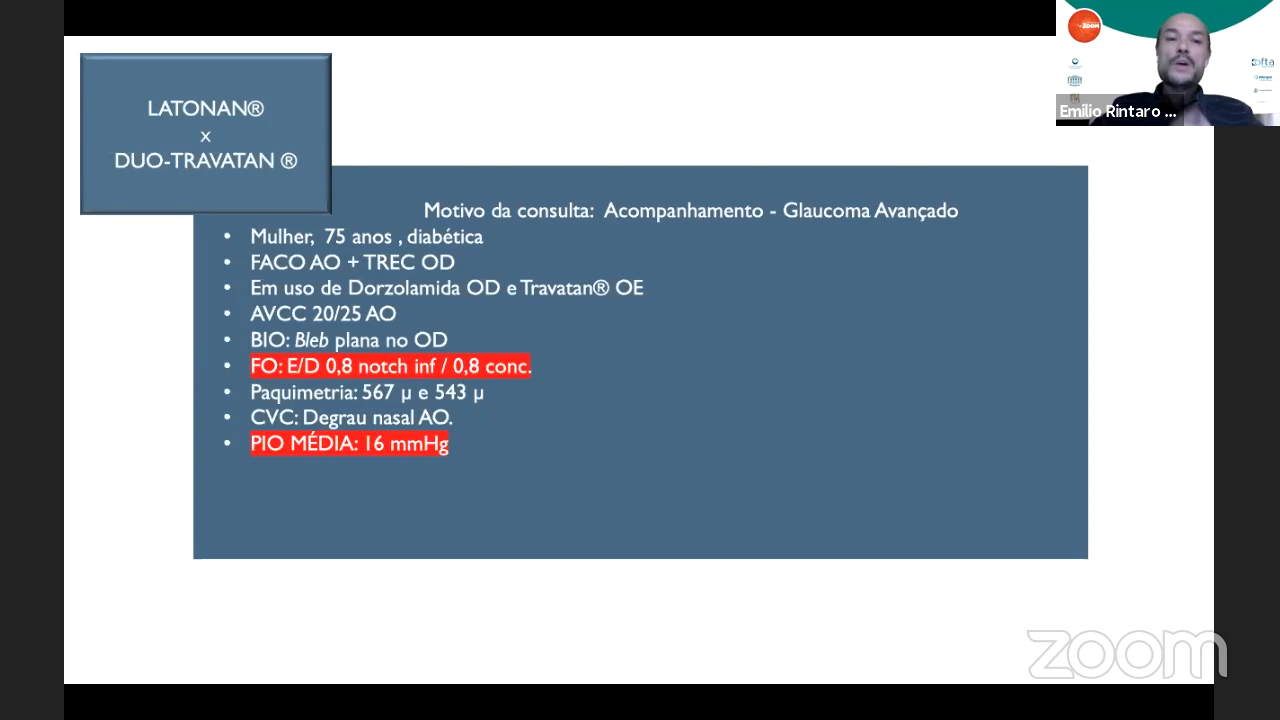 LATONAN®
x
DUO-TRAVATAN ®
Motivo da consulta: Acompanhamento - Glaucoma Avançado
• Mulher, 75 anos , diabética
• FACO AO + TREC OD
• Em uso de Dorzolamida OD e Travatan® OE
• AVCC 20/25 AO
• BIO: Bleb plana no OD
• FO: E/D 0,8 notch inf / 0,8 conc.
• Paquimetria: 567 µ e 543 µ
• CVC: Degrau nasal AO.
• PIO MÉDIA: 16 mmHg
ZOOM
ofta
Emilio Rintaro ...
zoom